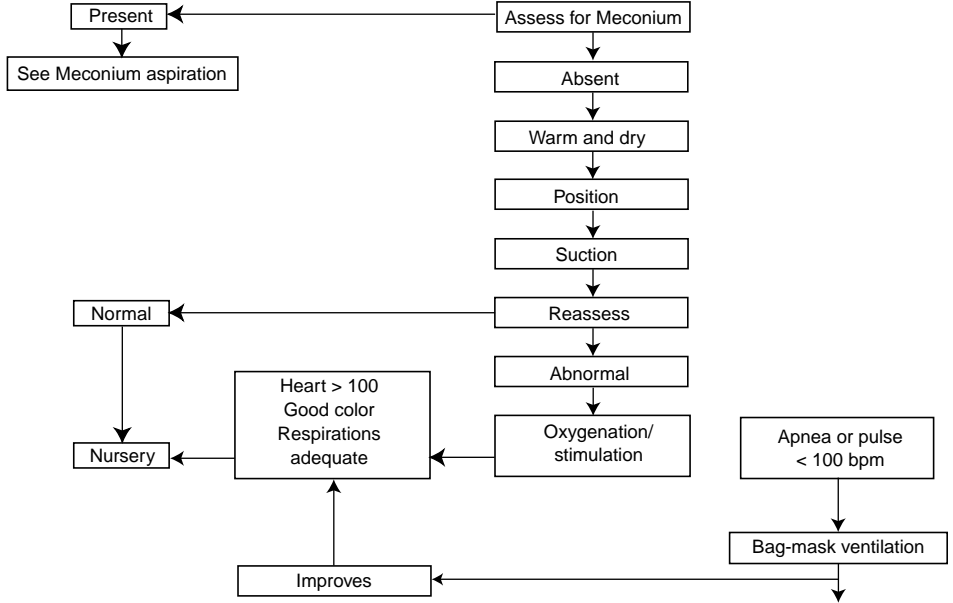 Present
Assess for Meconium
See Meconium aspiration
Absent
Warm and dry
Position
Suction
Normal
Reassess
Abnormal
Heart > 100
Good color
Respirations
adequate
Oxygenation/
stimulation
Apnea or pulse
< 100 bpm
Nursery
Bag-mask ventilation
Improves